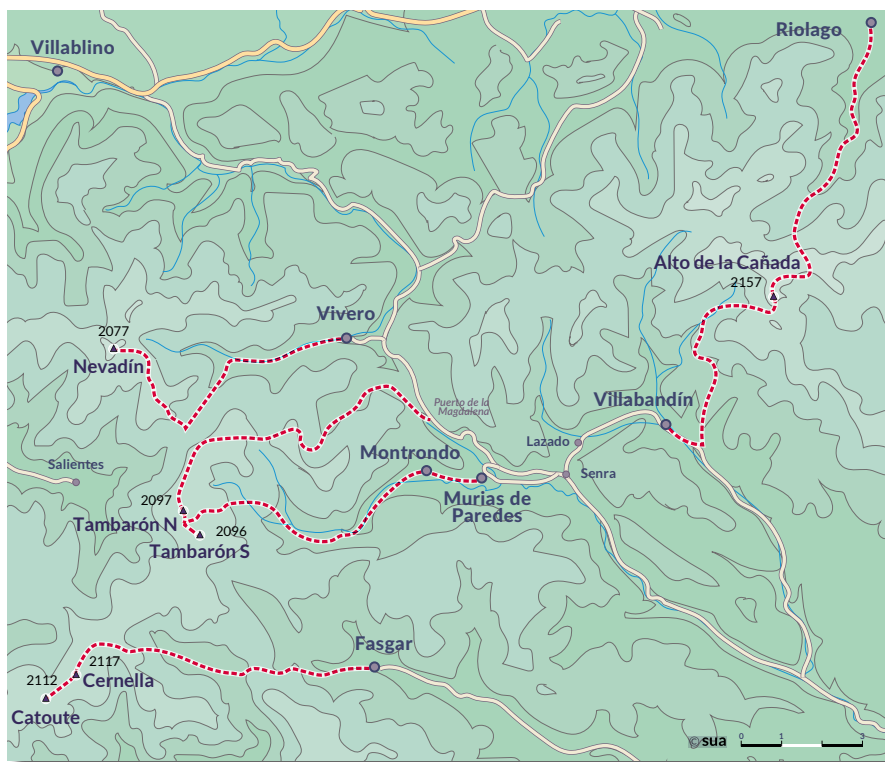 Riolago
Villablino
Alto de la Cañada
2157
Vivero
2077
Nevadín
Puerto de la
Magdalena
Villabandín
Lazado
Montrondo
Salientes
Senra
Murias de
Paredes
2097
Tambarón N
2096
Tambarón S
Fasgar
2117
Cernella
2112
Catoute
© sua
0 1 3